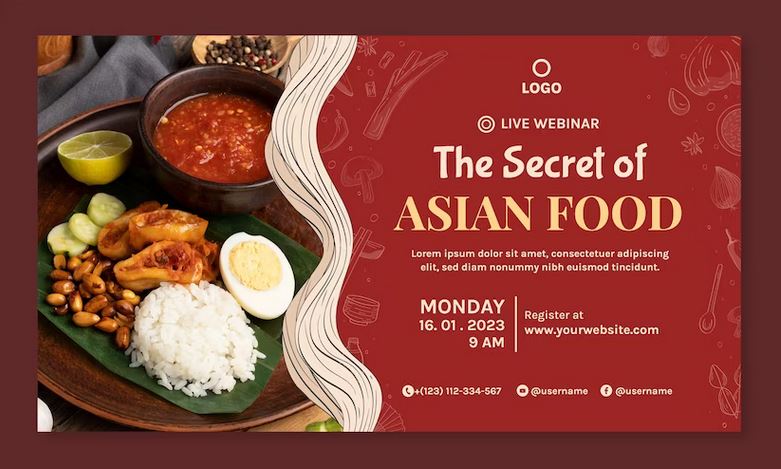 LOGO
LIVE WEBINAR
The Secret of
ASIAN FOOD
Lorem ipsum dolor sit amet, consectetuer adipiscing
elit, sed diam nonummy nibh euismod tincidunt.
MONDAY
16. 01 . 2023
9 AM
Register at
www.yourwebsite.com
+(123) 112-334-567
@username
@username